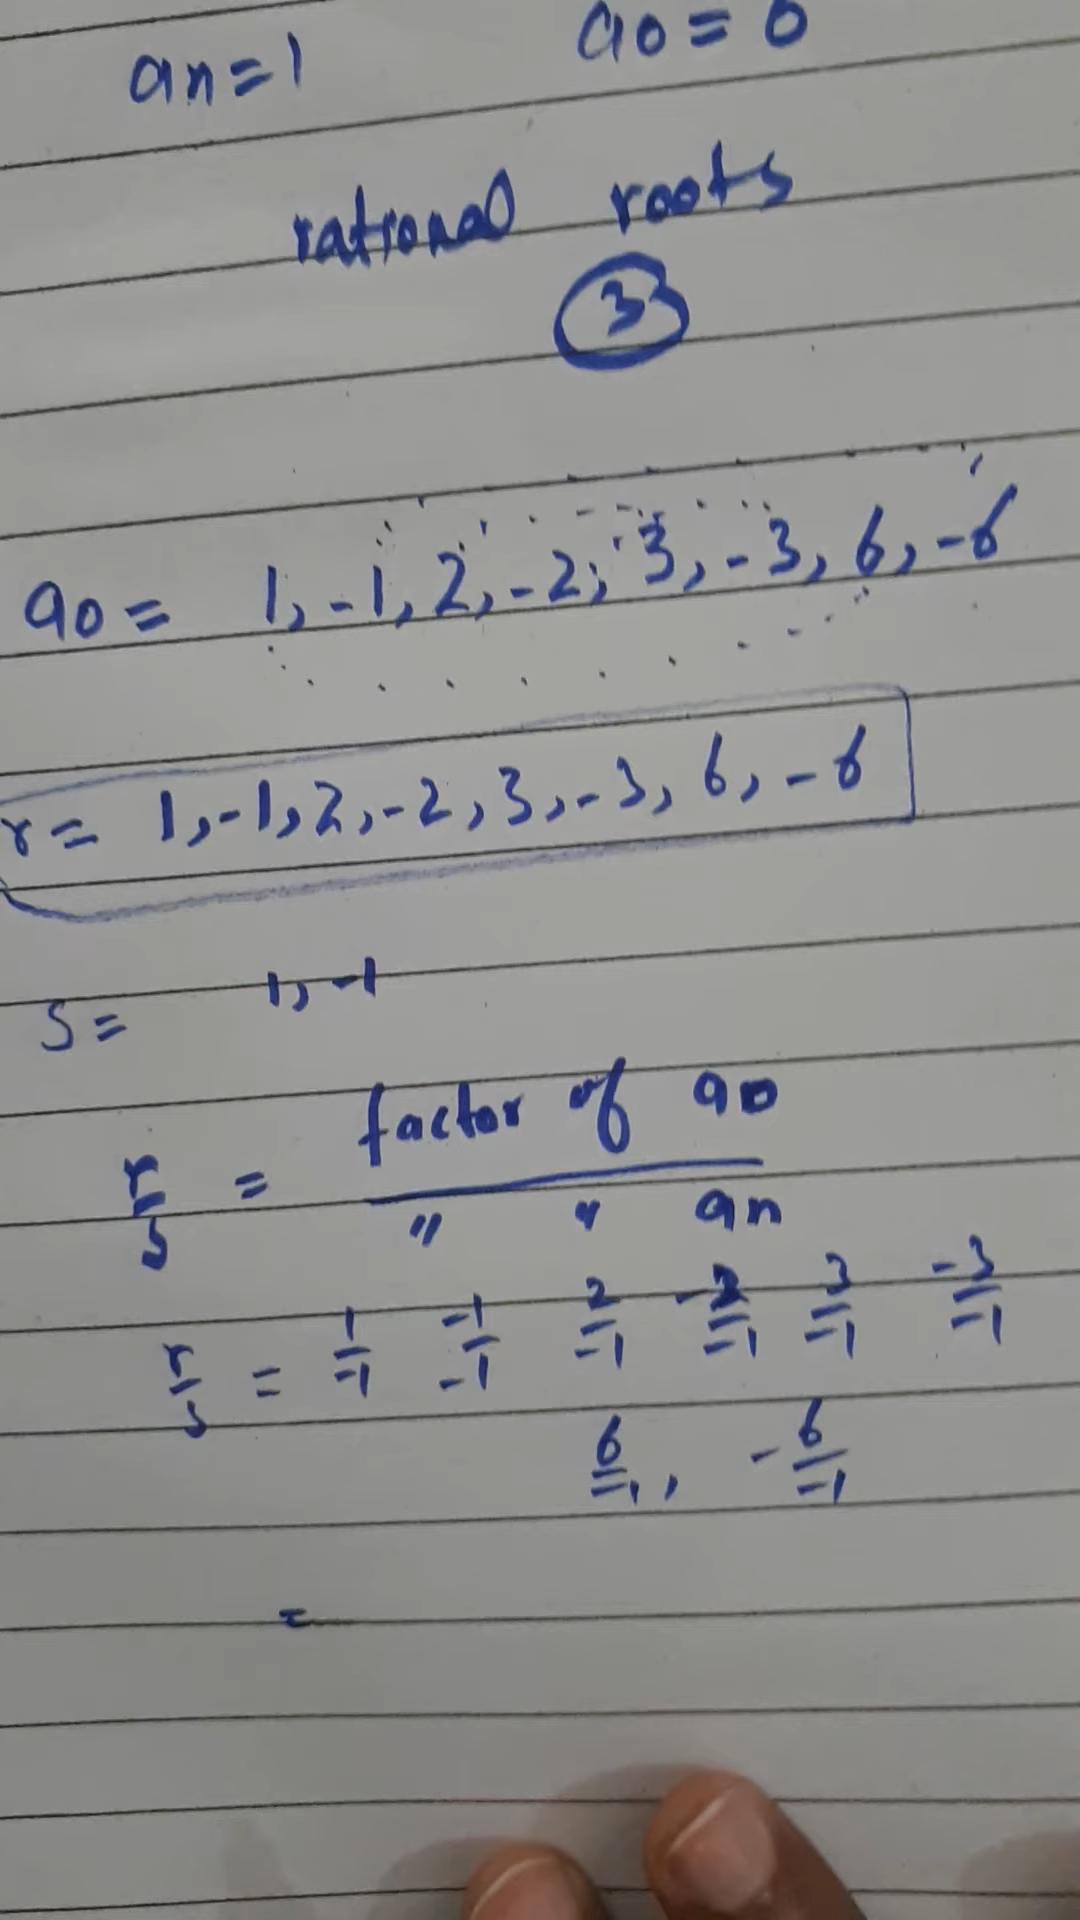 an=1 a0=6
rational roots
3
a0= 1,-1,2,-2,3,-3,6,-6
r= 1,-1,2,-2,3,-3,6,-6
s= 1,-1
r/s = factor of a0 / " " an
r/s = 1/-1 -1/-1 2/-1 -2/-1 3/-1 -3/-1
6/-1, -6/-1
=